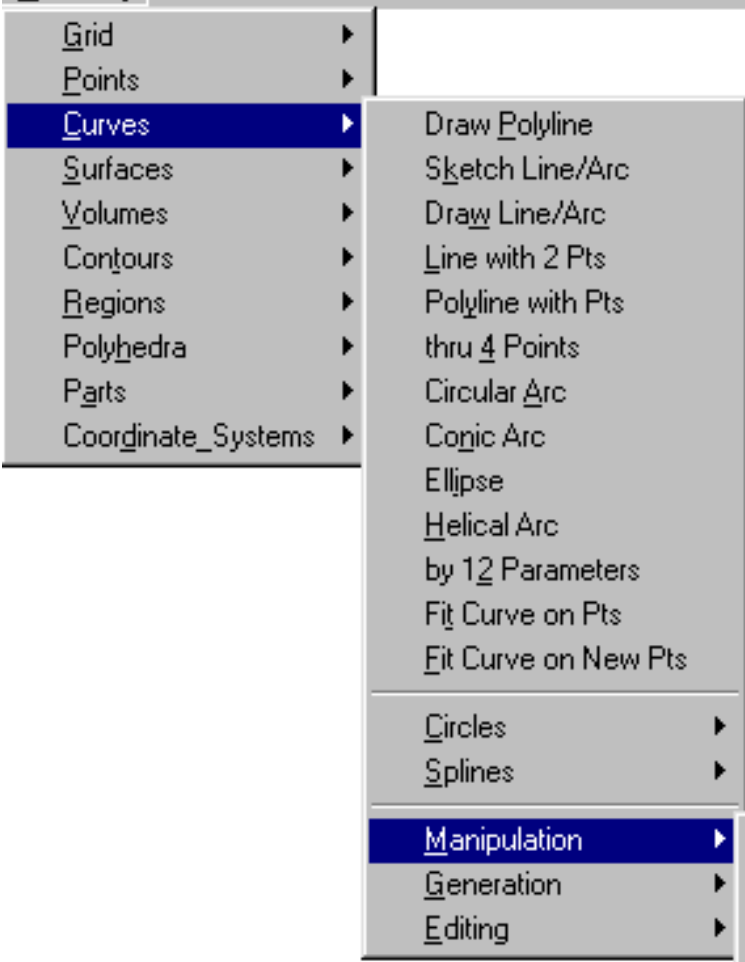 Grid
Points
Curves
Surfaces
Volumes
Contours
Regions
Polyhedra
Parts
Coordinate_Systems
Draw Polyline
Sketch Line/Arc
Draw Line/Arc
Line with 2 Pts
Polyline with Pts
thru 4 Points
Circular Arc
Conic Arc
Ellipse
Helical Arc
by 12 Parameters
Fit Curve on Pts
Fit Curve on New Pts
Circles
Splines
Manipulation
Generation
Editing